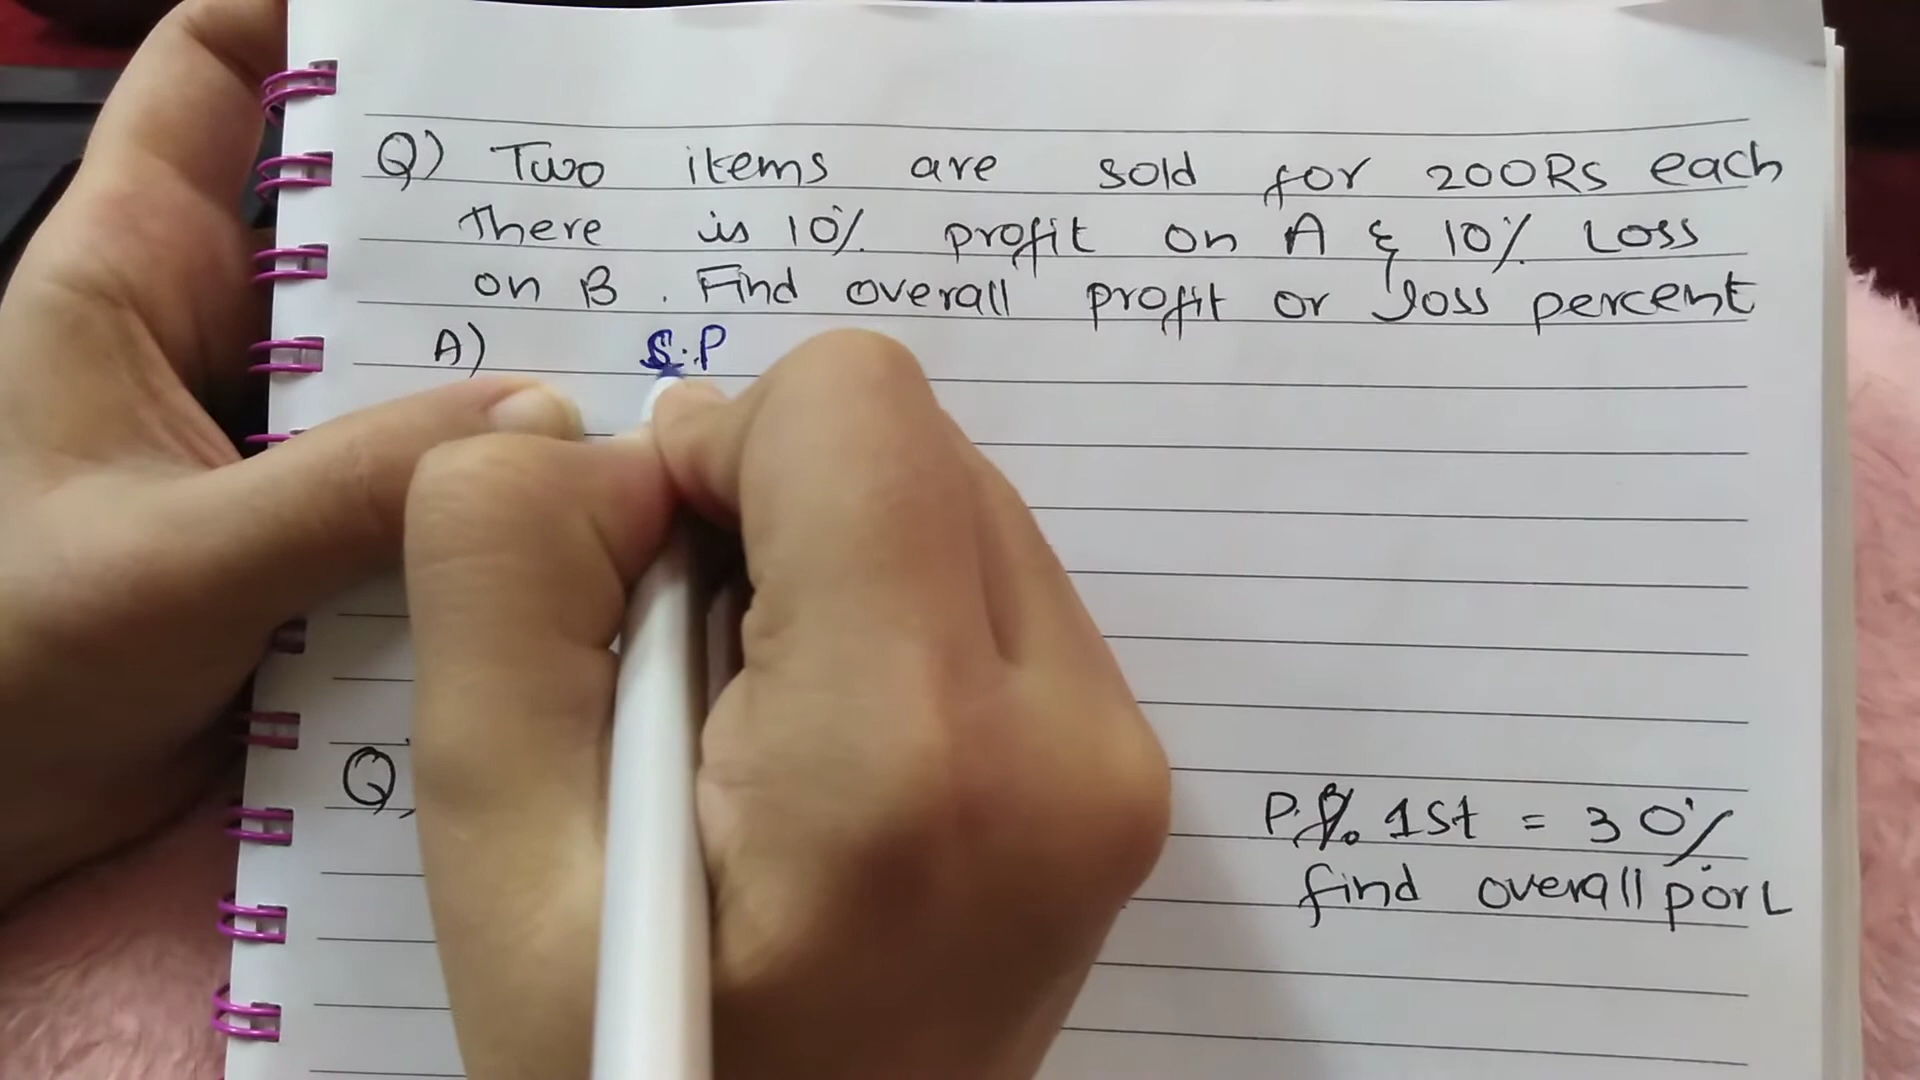 Q) Two items are sold for 200Rs each
There is 10% profit on A & 10% Loss
on B. Find overall profit or loss percent
A) S.P
Q)
P.% 1st = 30%
find overall P or L